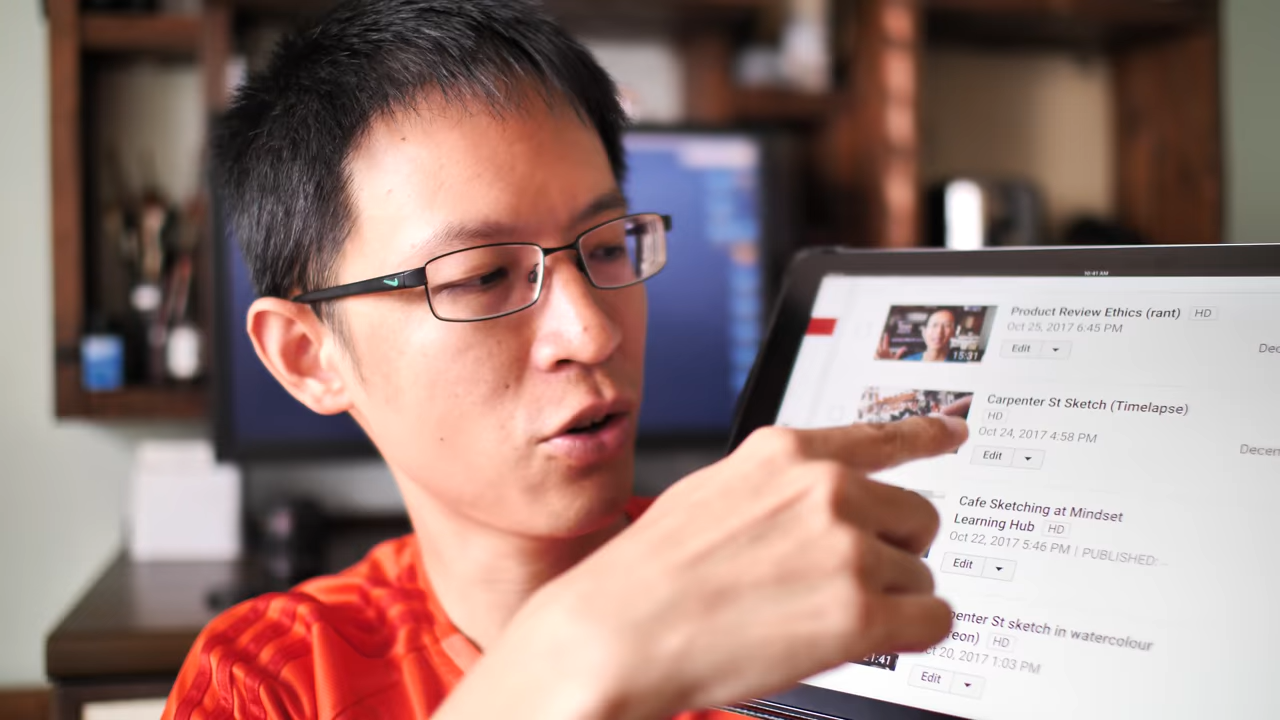 10:41 AM
Product Review Ethics (rant) HD
Oct 25, 2017 6:45 PM
Edit
15:31
Dec
Carpenter St Sketch (Timelapse)
HD
Oct 24, 2017 4:58 PM
Edit
Decem
Cafe Sketching at Mindset
Learning Hub HD
Oct 22, 2017 5:46 PM | PUBLISHED:
Edit
penter St sketch in watercolour
reon) HD
ct 20, 2017 1:03 PM
21:41
Edit